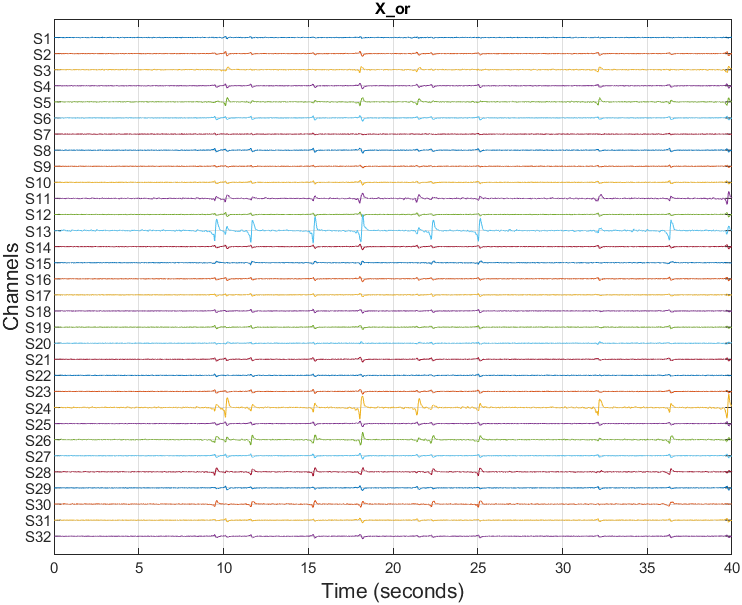 X_or
S1
S2
S3
S4
S5
S6
S7
S8
S9
S10
S11
S12
S13
S14
S15
S16
S17
S18
S19
S20
S21
S22
S23
S24
S25
S26
S27
S28
S29
S30
S31
S32
Channels
0 5 10 15 20 25 30 35 40
Time (seconds)